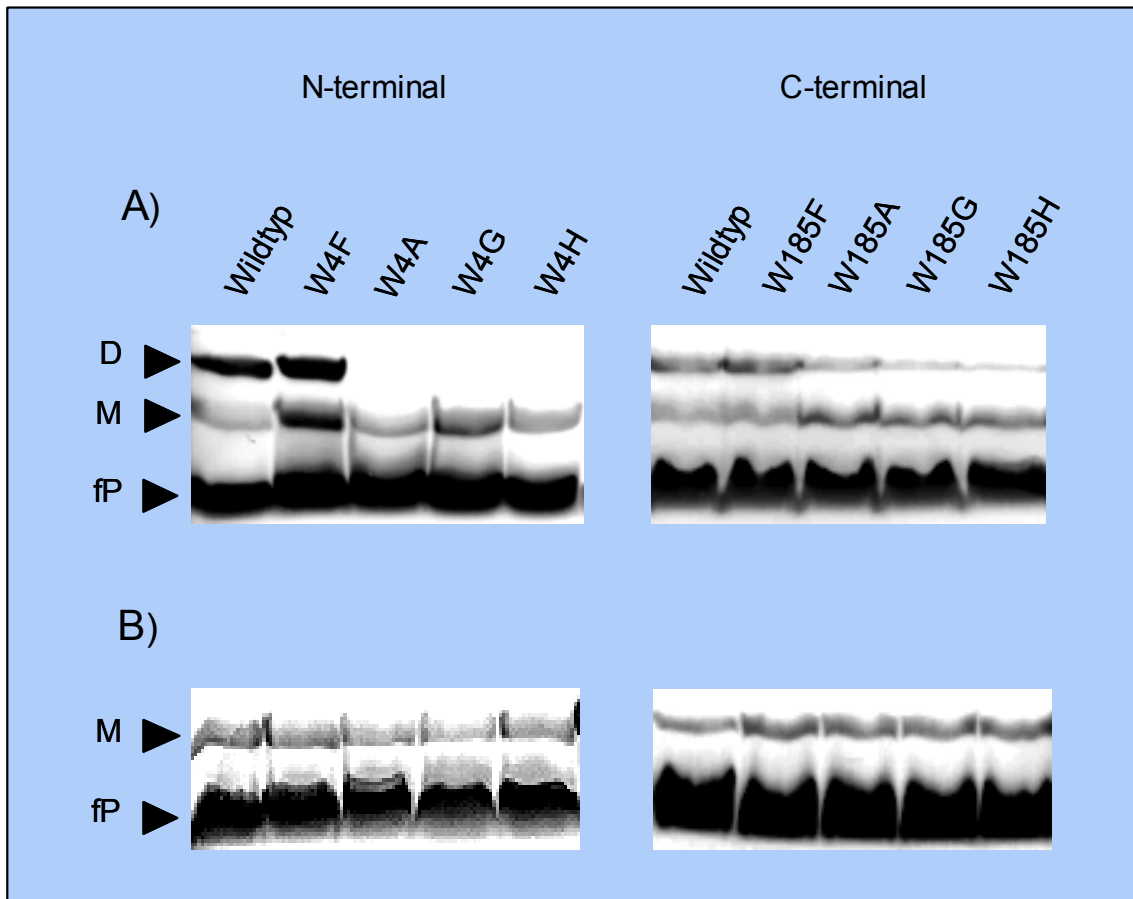 N-terminal C-terminal
A)
Wildtyp W4F W4A W4G W4H Wildtyp W185F W185A W185G W185H
D
M
fP
B)
M
fP